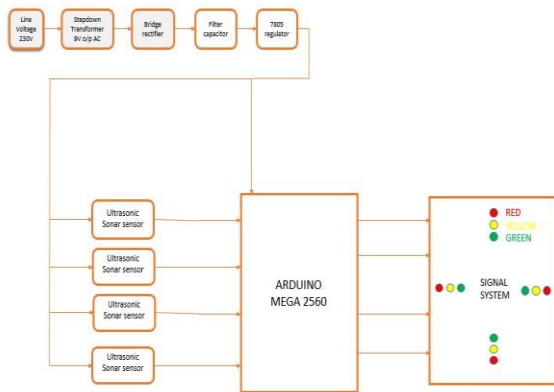 Line
Voltage
230V
Stepdown
Transformer
9V o/p AC
Bridge
rectifier
Filter
capacitor
7805
regulator
Ultrasonic
Sonar sensor
Ultrasonic
Sonar sensor
Ultrasonic
Sonar sensor
Ultrasonic
Sonar sensor
ARDUINO
MEGA 2560
RED
YELLOW
GREEN
SIGNAL
SYSTEM